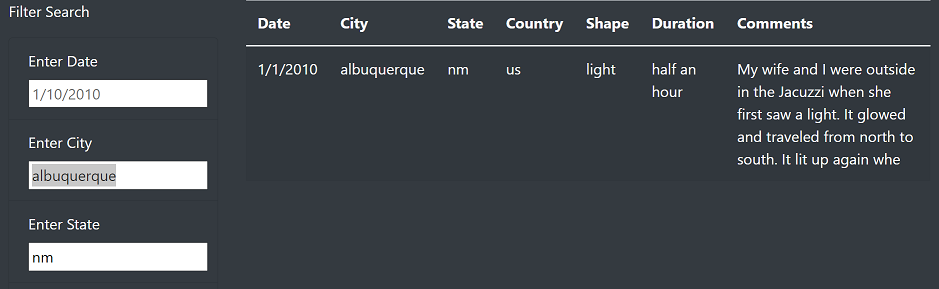 Filter Search
Enter Date
1/10/2010
Enter City
albuquerque
Enter State
nm
Date City State Country Shape Duration Comments
1/1/2010 albuquerque nm us light half an hour
My wife and I were outside
in the Jacuzzi when she
first saw a light. It glowed
and traveled from north to
south. It lit up again whe